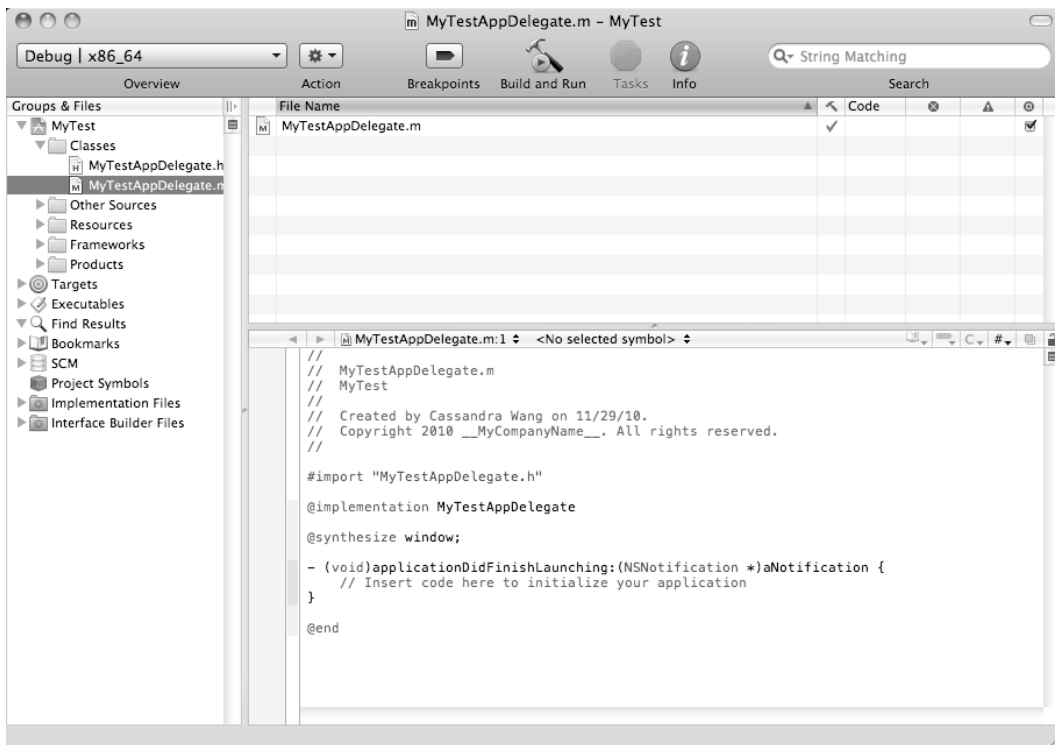 MyTestAppDelegate.m – MyTest
Debug | x86_64
String Matching
Overview
Action
Breakpoints
Build and Run
Tasks
Info
Search
Groups & Files
MyTest
Classes
MyTestAppDelegate.h
MyTestAppDelegate.m
Other Sources
Resources
Frameworks
Products
Targets
Executables
Find Results
Bookmarks
SCM
Project Symbols
Implementation Files
Interface Builder Files
File Name
Code
MyTestAppDelegate.m
MyTestAppDelegate.m:1
<No selected symbol>
C
#
//
// MyTestAppDelegate.m
// MyTest
//
// Created by Cassandra Wang on 11/29/10.
// Copyright 2010 __MyCompanyName__. All rights reserved.
//
#import "MyTestAppDelegate.h"
@implementation MyTestAppDelegate
@synthesize window;
- (void)applicationDidFinishLaunching:(NSNotification *)aNotification {
// Insert code here to initialize your application
}
@end